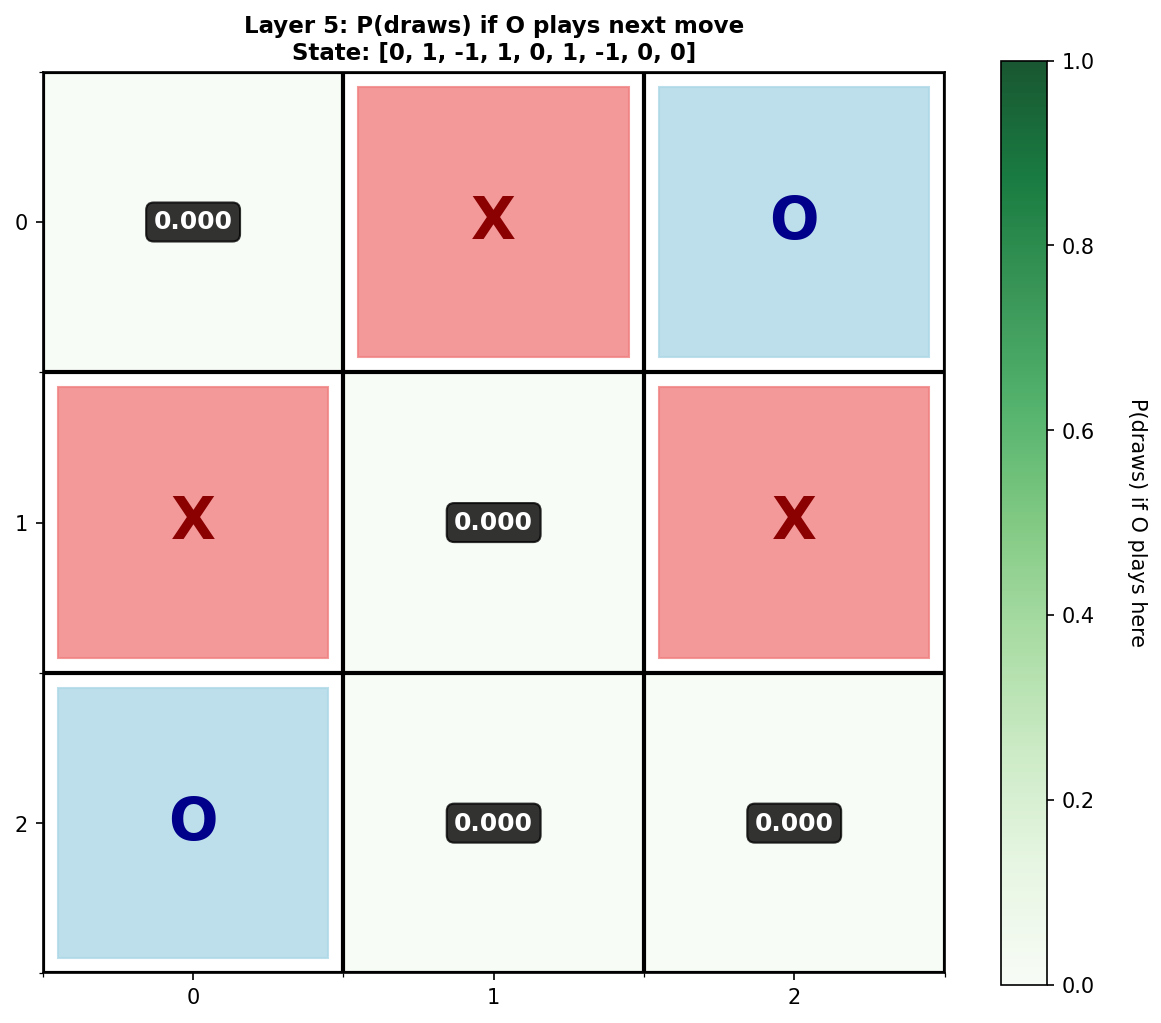 Layer 5: P(draws) if O plays next move
State: [0, 1, -1, 1, 0, 1, -1, 0, 0]
0
0.000
X
O
1
X
0.000
X
2
O
0.000
0.000
0
1
2
1.0
0.8
0.6
0.4
0.2
0.0
P(draws) if O plays here